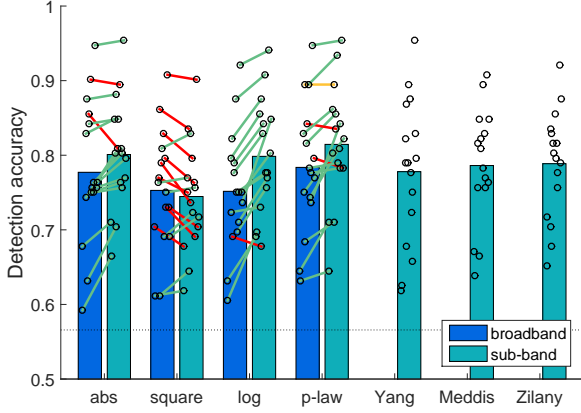 Detection accuracy
1
0.9
0.8
0.7
0.6
0.5
abs square log p-law Yang Meddis Zilany
broadband
sub-band